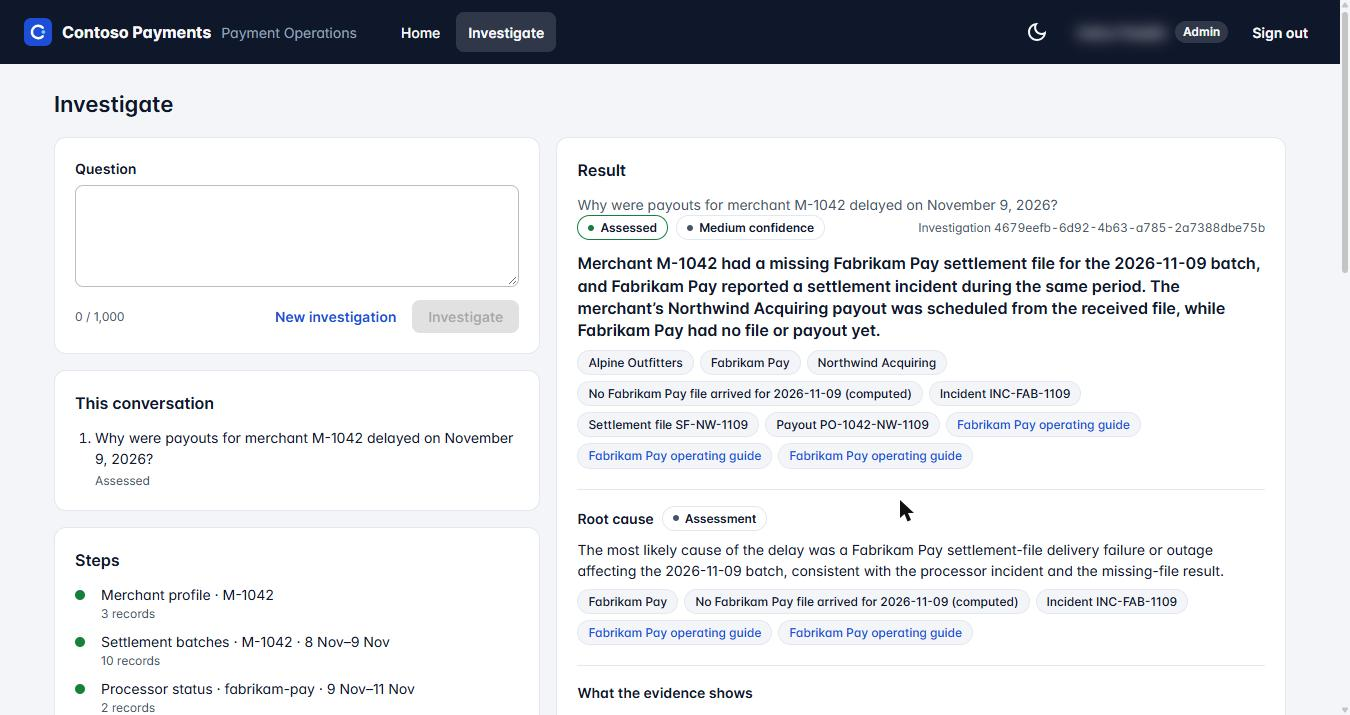 Contoso Payments Payment Operations Home Investigate Admin Sign out
Investigate
Question
0 / 1,000 New investigation Investigate
This conversation
1. Why were payouts for merchant M-1042 delayed on November
9, 2026?
Assessed
Steps
Merchant profile · M-1042
3 records
Settlement batches · M-1042 · 8 Nov–9 Nov
10 records
Processor status · fabrikam-pay · 9 Nov–11 Nov
2 records
Result
Why were payouts for merchant M-1042 delayed on November 9, 2026?
Assessed Medium confidence Investigation 4679eefb-6d92-4b63-a785-2a7388dbe75b
Merchant M-1042 had a missing Fabrikam Pay settlement file for the 2026-11-09 batch,
and Fabrikam Pay reported a settlement incident during the same period. The
merchant’s Northwind Acquiring payout was scheduled from the received file, while
Fabrikam Pay had no file or payout yet.
Alpine Outfitters Fabrikam Pay Northwind Acquiring
No Fabrikam Pay file arrived for 2026-11-09 (computed) Incident INC-FAB-1109
Settlement file SF-NW-1109 Payout PO-1042-NW-1109 Fabrikam Pay operating guide
Fabrikam Pay operating guide Fabrikam Pay operating guide
Root cause Assessment
The most likely cause of the delay was a Fabrikam Pay settlement-file delivery failure or outage
affecting the 2026-11-09 batch, consistent with the processor incident and the missing-file result.
Fabrikam Pay No Fabrikam Pay file arrived for 2026-11-09 (computed) Incident INC-FAB-1109
Fabrikam Pay operating guide Fabrikam Pay operating guide
What the evidence shows